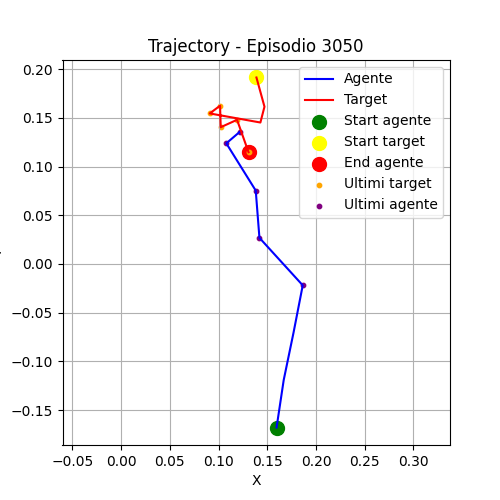 Trajectory - Episodio 3050
Agente
Target
Start agente
Start target
End agente
Ultimi target
Ultimi agente
0.20
0.15
0.10
0.05
0.00
−0.05
−0.10
−0.15
−0.05
0.00
0.05
0.10
0.15
0.20
0.25
0.30
X